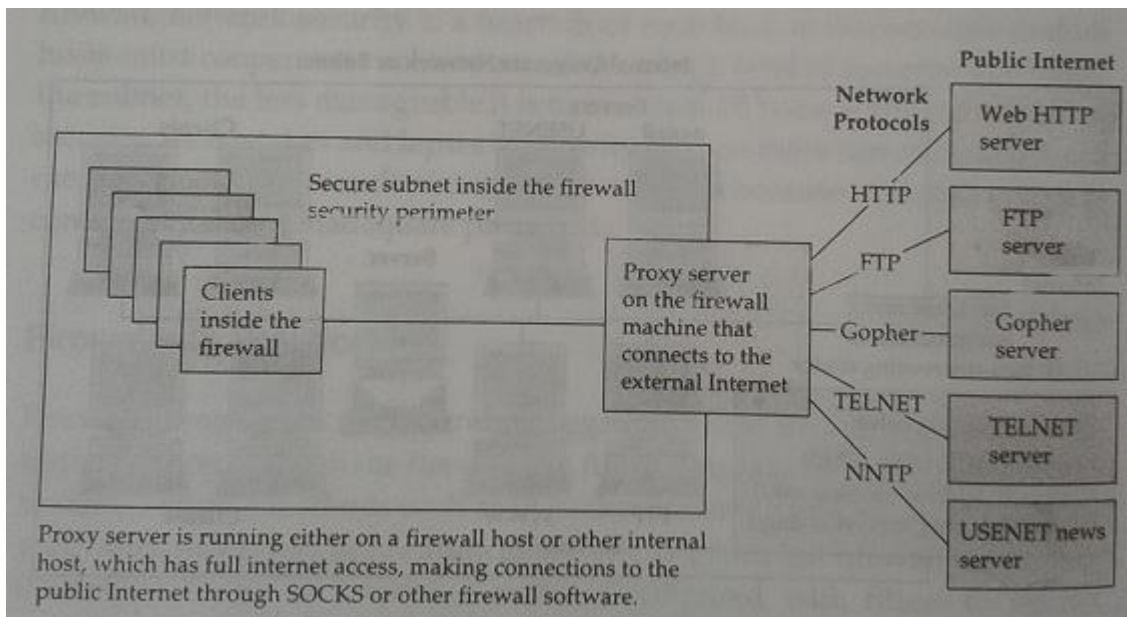 Public Internet
Network
Protocols
Web HTTP
server
HTTP
Secure subnet inside the firewall
security perimeter
FTP
server
FTP
Clients
inside the
firewall
Proxy server
on the firewall
machine that
connects to the
external Internet
Gopher
Gopher
server
TELNET
TELNET
server
NNTP
USENET news
server
Proxy server is running either on a firewall host or other internal
host, which has full internet access, making connections to the
public Internet through SOCKS or other firewall software.